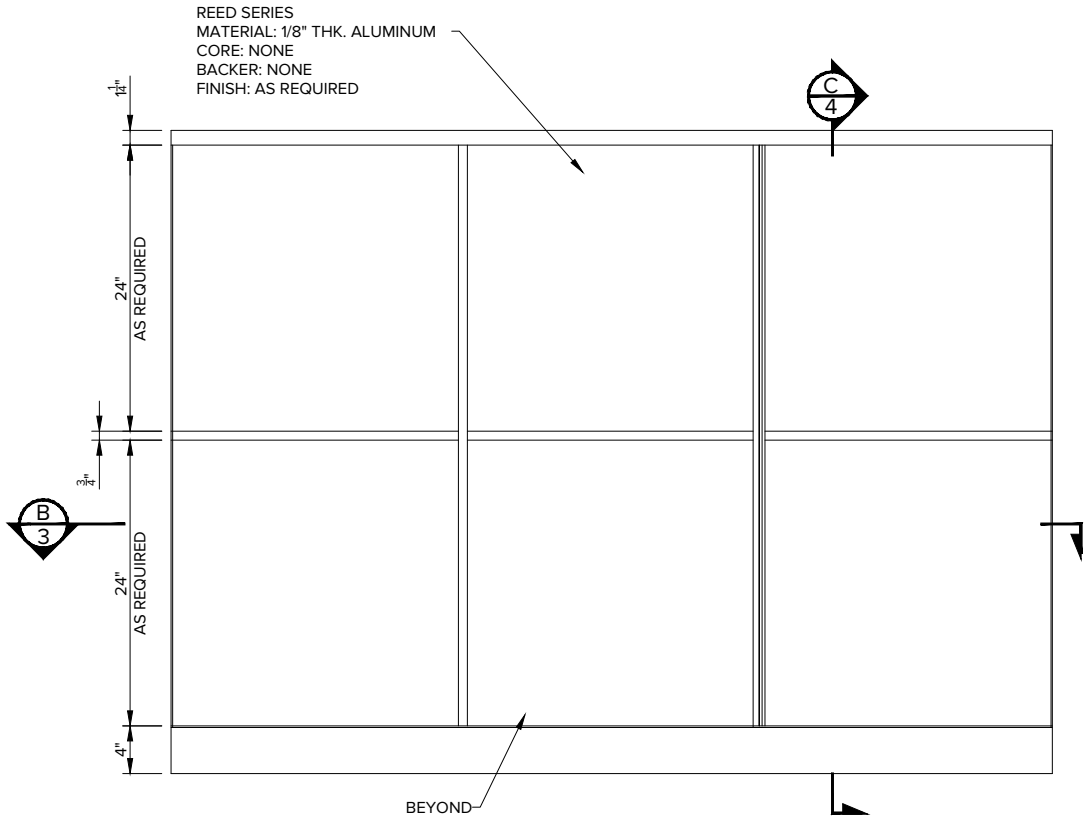 REED SERIES
MATERIAL: 1/8" THK. ALUMINUM
CORE: NONE
BACKER: NONE
FINISH: AS REQUIRED
1 1/4"
C
4
24"
AS REQUIRED
3/4"
B
3
24"
AS REQUIRED
4"
BEYOND